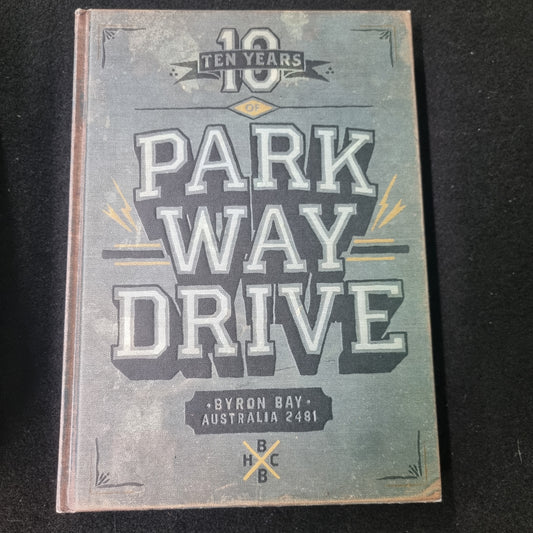 10
TEN YEARS
OF
PARK
WAY
DRIVE
·BYRON BAY·
AUSTRALIA 2481
B
H C
B